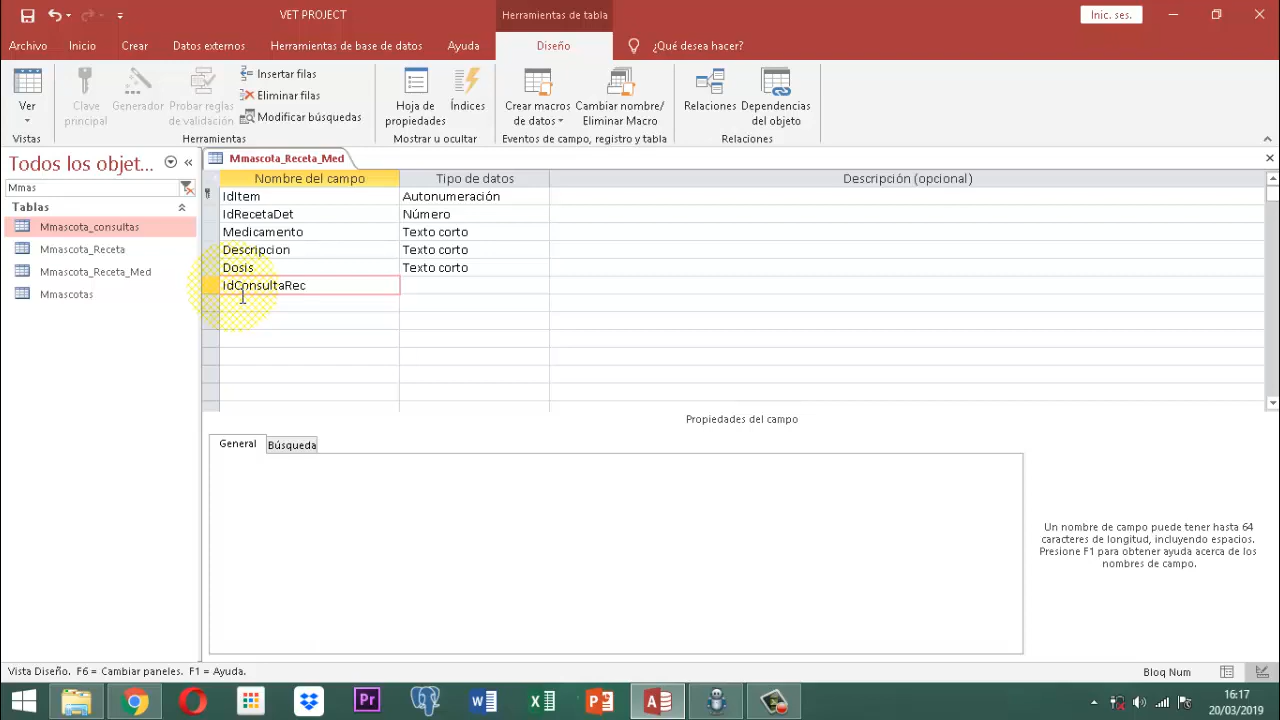 VET PROJECT
Herramientas de tabla
Inic. ses.
Archivo
Inicio
Crear
Datos externos
Herramientas de base de datos
Ayuda
Diseño
¿Qué desea hacer?
Ver
Clave principal
Generador
Probar reglas de validación
Insertar filas
Eliminar filas
Modificar búsquedas
Hoja de propiedades
Índices
Crear macros de datos
Cambiar nombre/ Eliminar Macro
Relaciones
Dependencias del objeto
Vistas
Herramientas
Mostrar u ocultar
Eventos de campo, registro y tabla
Relaciones
Todos los objet...
Mmas
Tablas
Mmascota_consultas
Mmascota_Receta
Mmascota_Receta_Med
Mmascotas
Mmascota_Receta_Med
Nombre del campo
Tipo de datos
Descripción (opcional)
IdItem
Autonumeración
IdRecetaDet
Número
Medicamento
Texto corto
Descripcion
Texto corto
Dosis
Texto corto
IdConsultaRec
Propiedades del campo
General
Búsqueda
Un nombre de campo puede tener hasta 64
caracteres de longitud, incluyendo espacios.
Presione F1 para obtener ayuda acerca de los
nombres de campo.
Vista Diseño. F6 = Cambiar paneles. F1 = Ayuda.
Bloq Num
Pr
16:17
20/03/2019